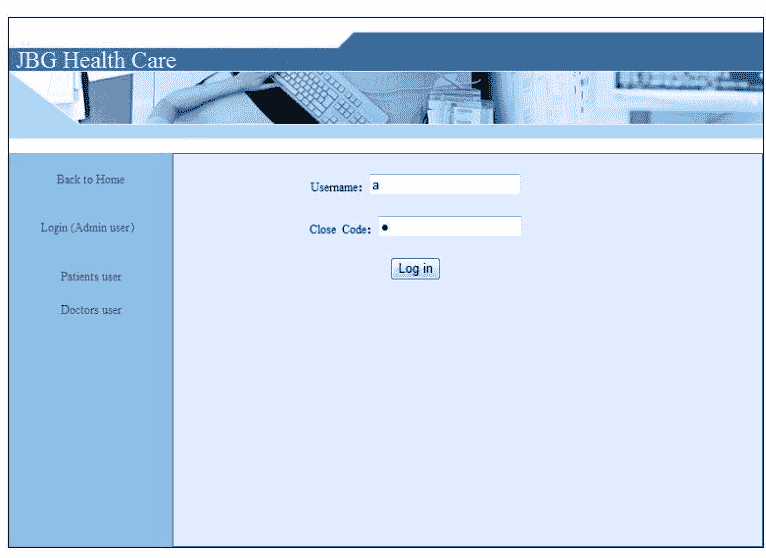 JBG Health Care
Back to Home
Login (Admin user)
Patients user
Doctors user
Username: a
Close Code: •
Log in